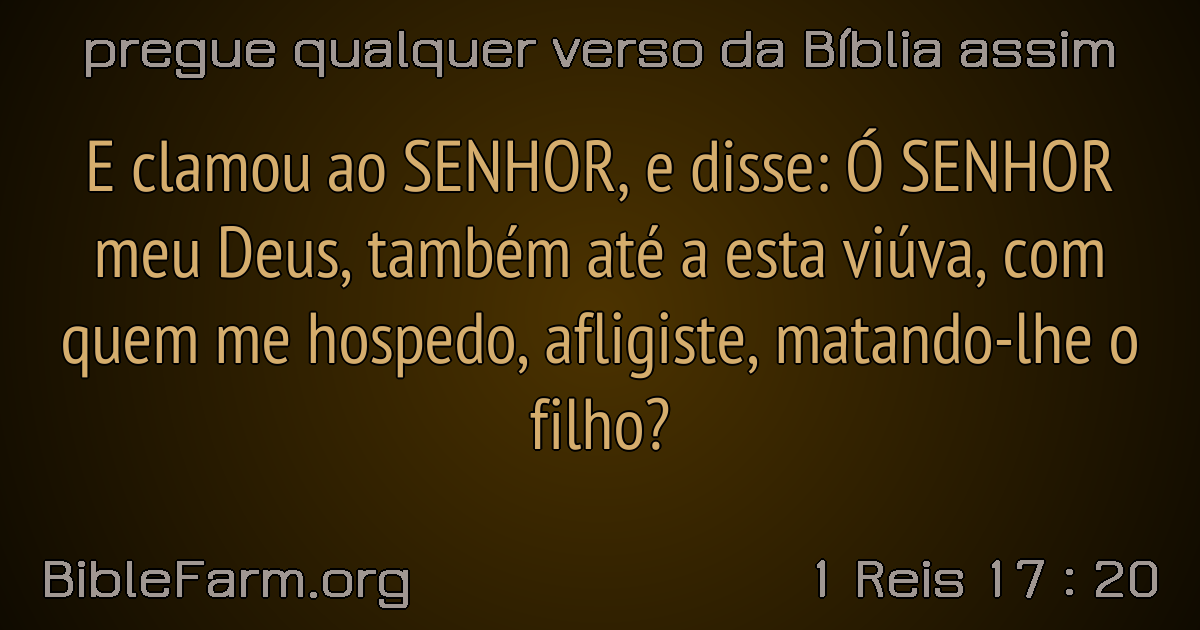 pregue qualquer verso da Bíblia assim
E clamou ao SENHOR, e disse: Ó SENHOR
meu Deus, também até a esta viúva, com
quem me hospedo, afligiste, matando-lhe o
filho?
BibleFarm.org
1 Reis 17 : 20